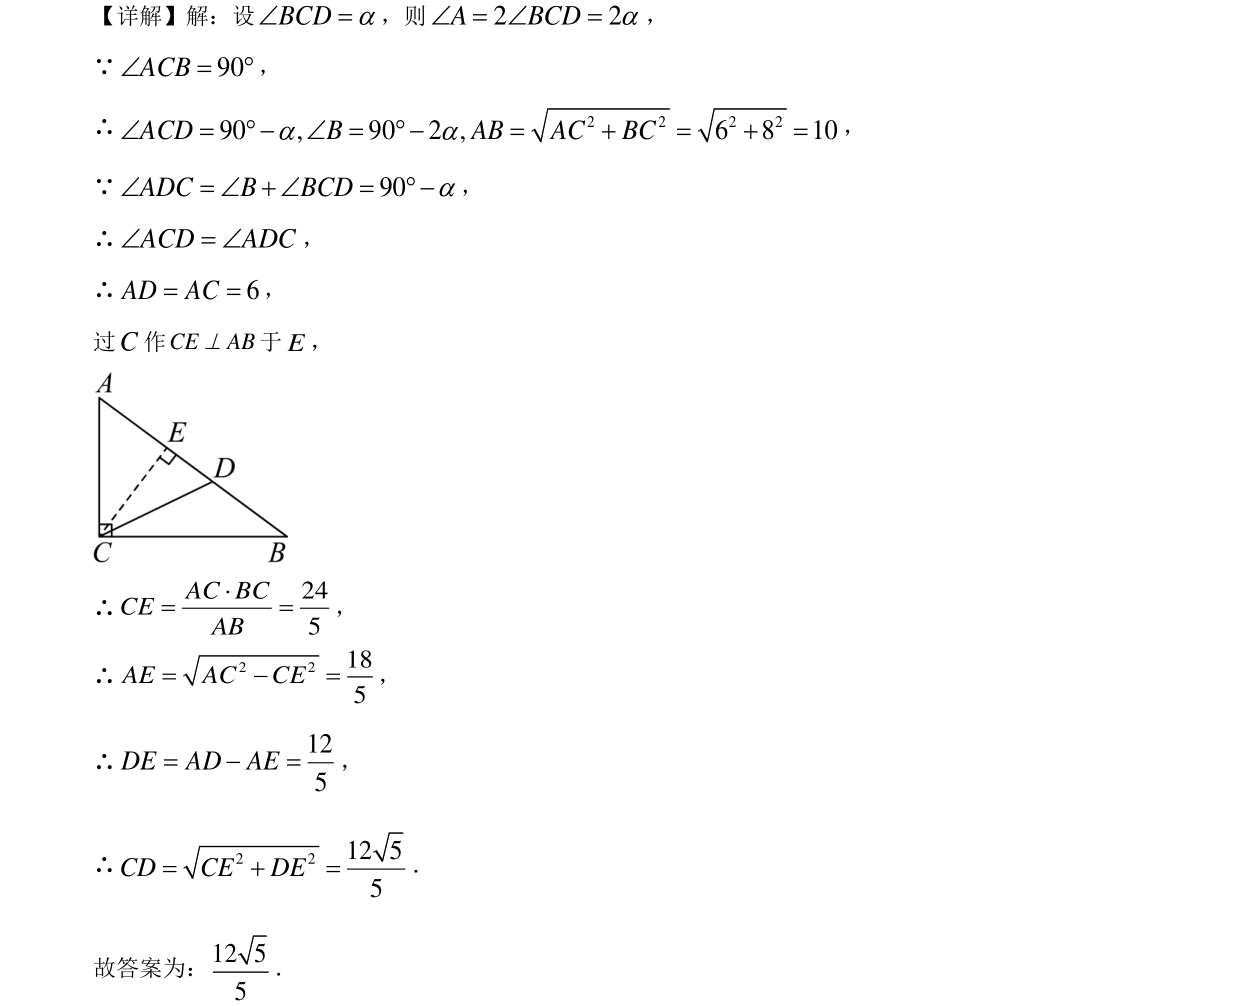 【详解】解：设∠BCD=α，则∠A=2∠BCD=2α，
∵∠ACB=90°，
∴∠ACD=90°−α,∠B=90°−2α,AB=√(AC²+BC²)=√(6²+8²)=10，
∵∠ADC=∠B+∠BCD=90°−α，
∴∠ACD=∠ADC，
∴AD=AC=6，
过C作CE⊥AB于E，
A
E
D
C
B
∴CE=AC·BC/AB=24/5，
∴AE=√(AC²−CE²)=18/5，
∴DE=AD−AE=12/5，
∴CD=√(CE²+DE²)=12√5/5．
故答案为：12√5/5．